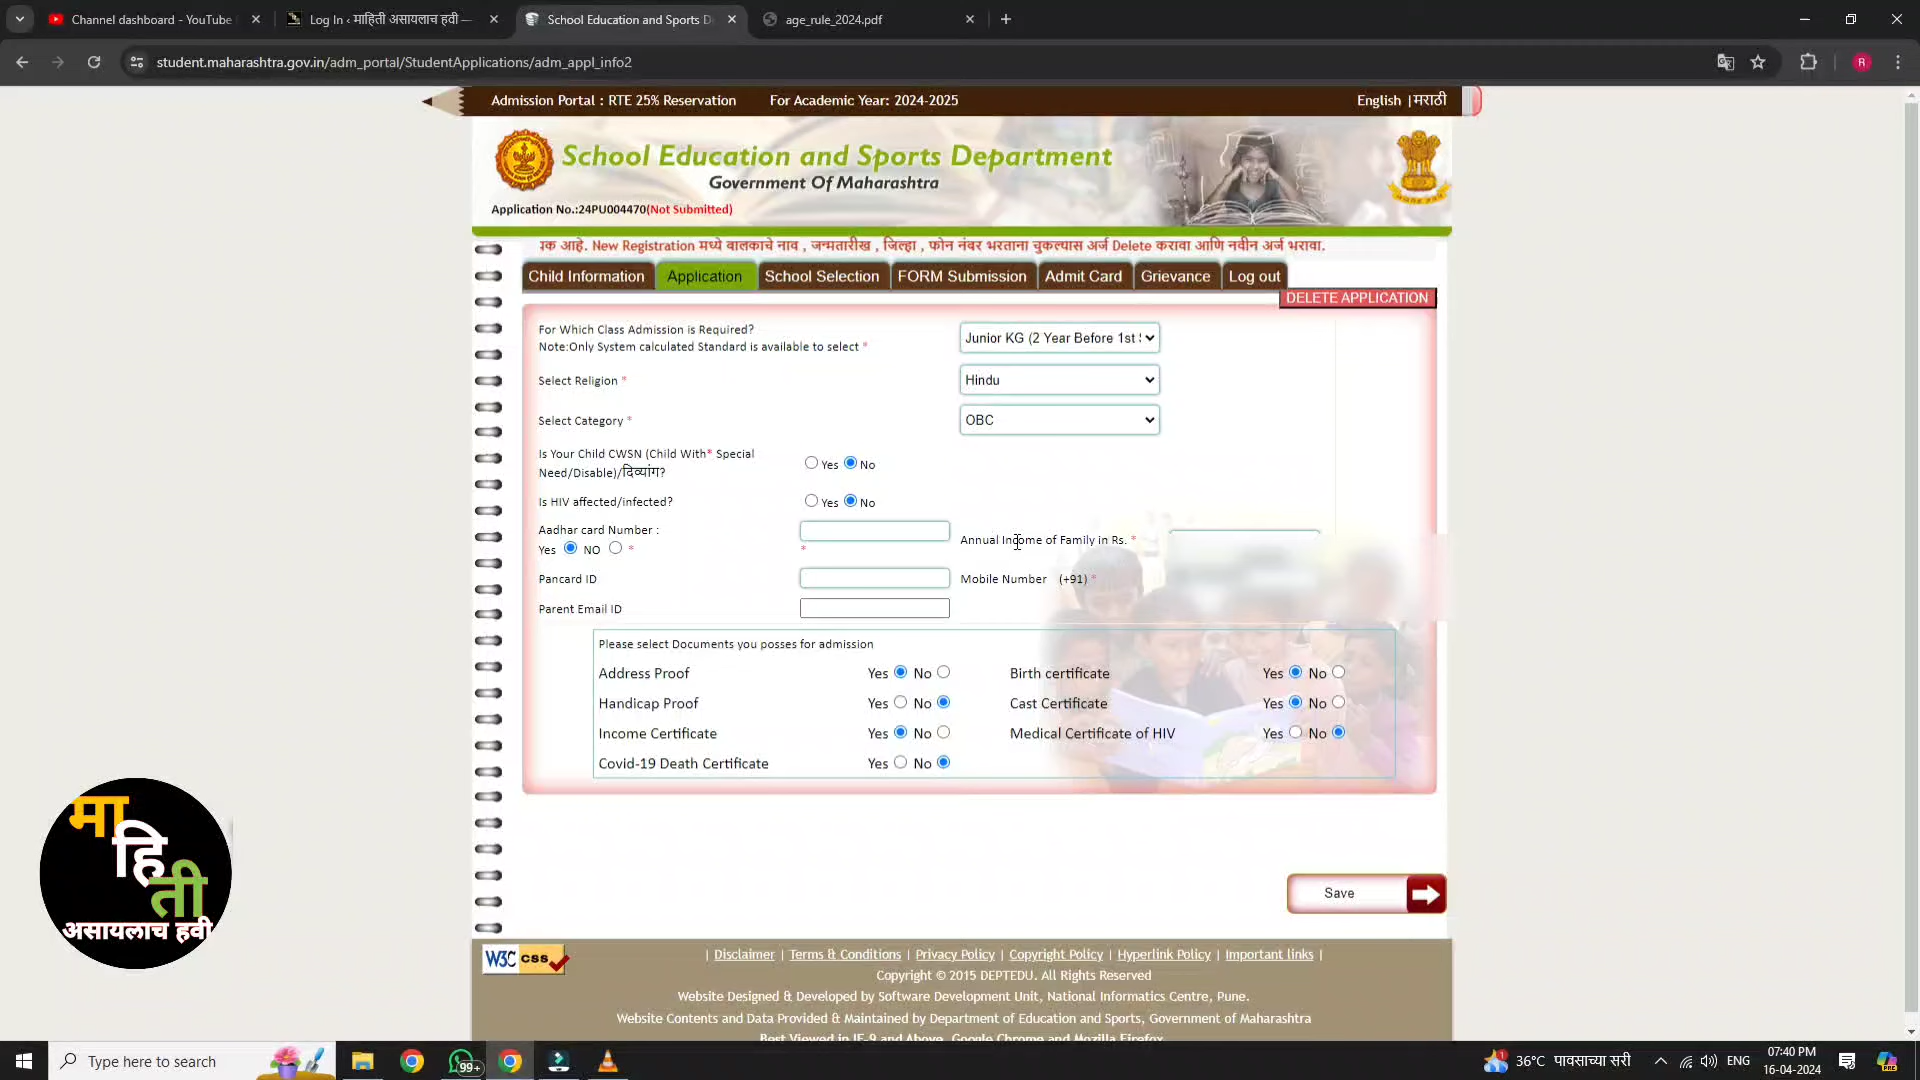 Channel dashboard - YouTube
Log In ‹ माहिती असायलाच हवी —
School Education and Sports D
age_rule_2024.pdf
student.maharashtra.gov.in/adm_portal/StudentApplications/adm_appl_info2
R
Admission Portal : RTE 25% Reservation For Academic Year: 2024-2025 English |मराठी
School Education and Sports Department
Government Of Maharashtra
Application No.:24PU004470(Not Submitted)
क आहे. New Registration मध्ये बालकाचे नाव , जन्मतारीख , जिल्हा , फोन नंबर भरताना चुकल्यास अर्ज Delete करावा आणि नवीन अर्ज भरावा.
Child Information Application School Selection FORM Submission Admit Card Grievance Log out
DELETE APPLICATION
For Which Class Admission is Required?
Note:Only System calculated Standard is available to select *
Junior KG (2 Year Before 1st
Select Religion * Hindu
Select Category * OBC
Is Your Child CWSN (Child With* Special
Need/Disable)/दिव्यांग?
Yes No
Is HIV affected/infected? Yes No
Aadhar card Number :
Yes NO * *
Annual Income of Family in Rs. *
Pancard ID Mobile Number (+91) *
Parent Email ID
Please select Documents you posses for admission
Address Proof Yes No Birth certificate Yes No
Handicap Proof Yes No Cast Certificate Yes No
Income Certificate Yes No Medical Certificate of HIV Yes No
Covid-19 Death Certificate Yes No
मा
हि
ती
असायलाच हवी
Save
W3C css
| Disclaimer | Terms & Conditions | Privacy Policy | Copyright Policy | Hyperlink Policy | Important links |
Copyright © 2015 DEPTEDU. All Rights Reserved
Website Designed & Developed by Software Development Unit, National Informatics Centre, Pune.
Website Contents and Data Provided & Maintained by Department of Education and Sports, Government of Maharashtra
Best Viewed in IE-9 and Above, Google Chrome and Mozilla Firefox
Type here to search
99+
36°C पावसाच्या सरी
ENG
07:40 PM
16-04-2024